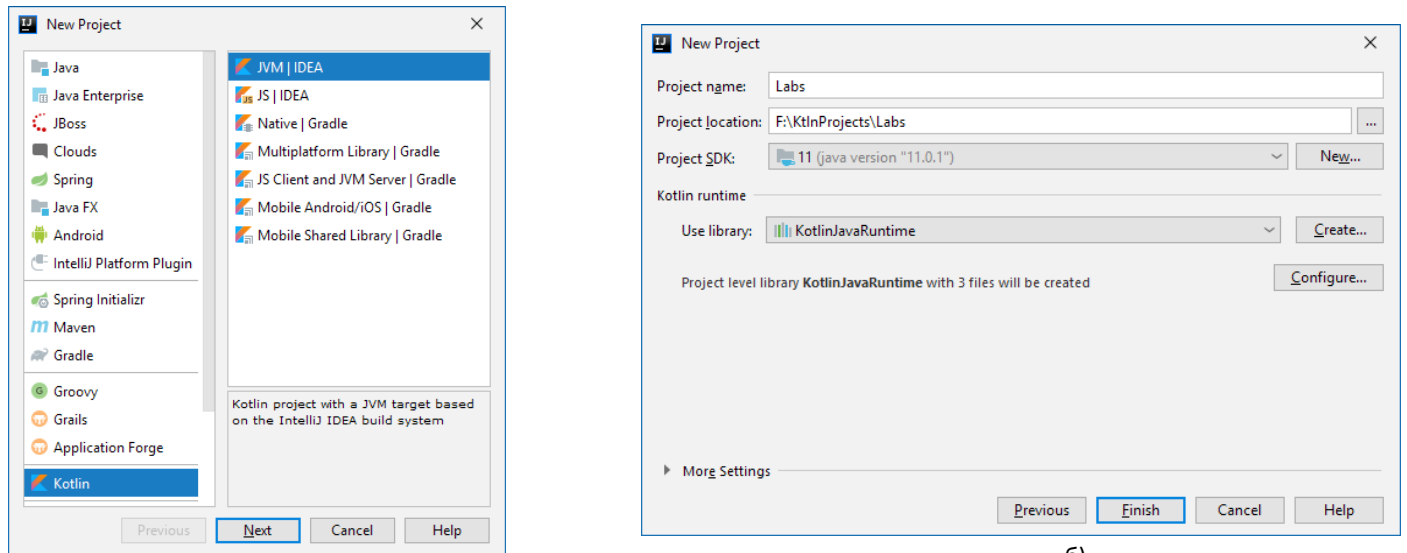 New Project
Java
Java Enterprise
JBoss
Clouds
Spring
Java FX
Android
IntelliJ Platform Plugin
Spring Initializr
Maven
Gradle
Groovy
Grails
Application Forge
Kotlin
JVM | IDEA
JS | IDEA
Native | Gradle
Multiplatform Library | Gradle
JS Client and JVM Server | Gradle
Mobile Android/iOS | Gradle
Mobile Shared Library | Gradle
Kotlin project with a JVM target based
on the IntelliJ IDEA build system
Previous Next Cancel Help
New Project
Project name: Labs
Project location: F:\KtlnProjects\Labs ...
Project SDK: 11 (java version "11.0.1") New...
Kotlin runtime
Use library: KotlinJavaRuntime Create...
Project level library KotlinJavaRuntime with 3 files will be created Configure...
More Settings
Previous Finish Cancel Help